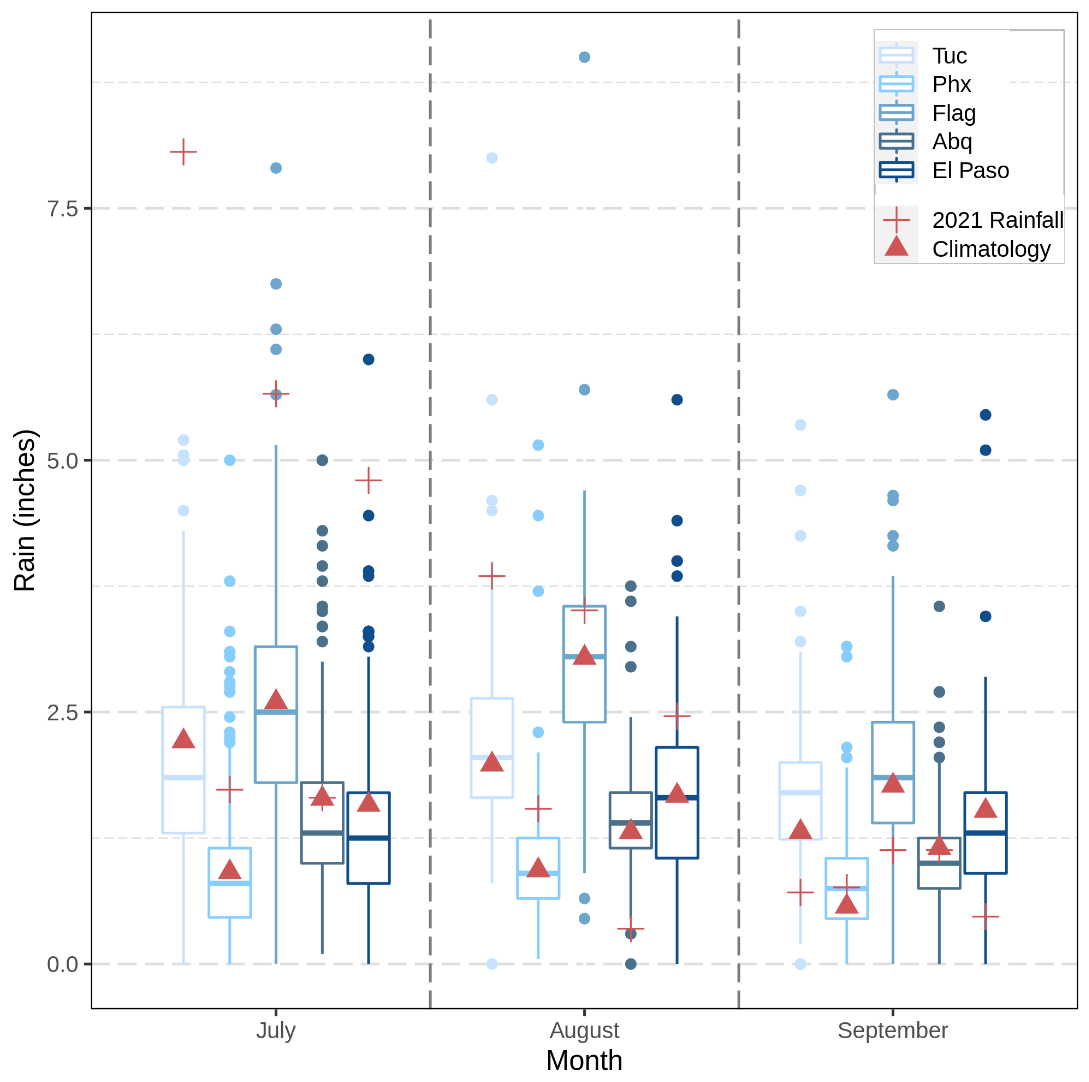 Tuc
Phx
Flag
Abq
El Paso
2021 Rainfall
Climatology
7.5
5.0
2.5
0.0
Rain (inches)
July
August
September
Month